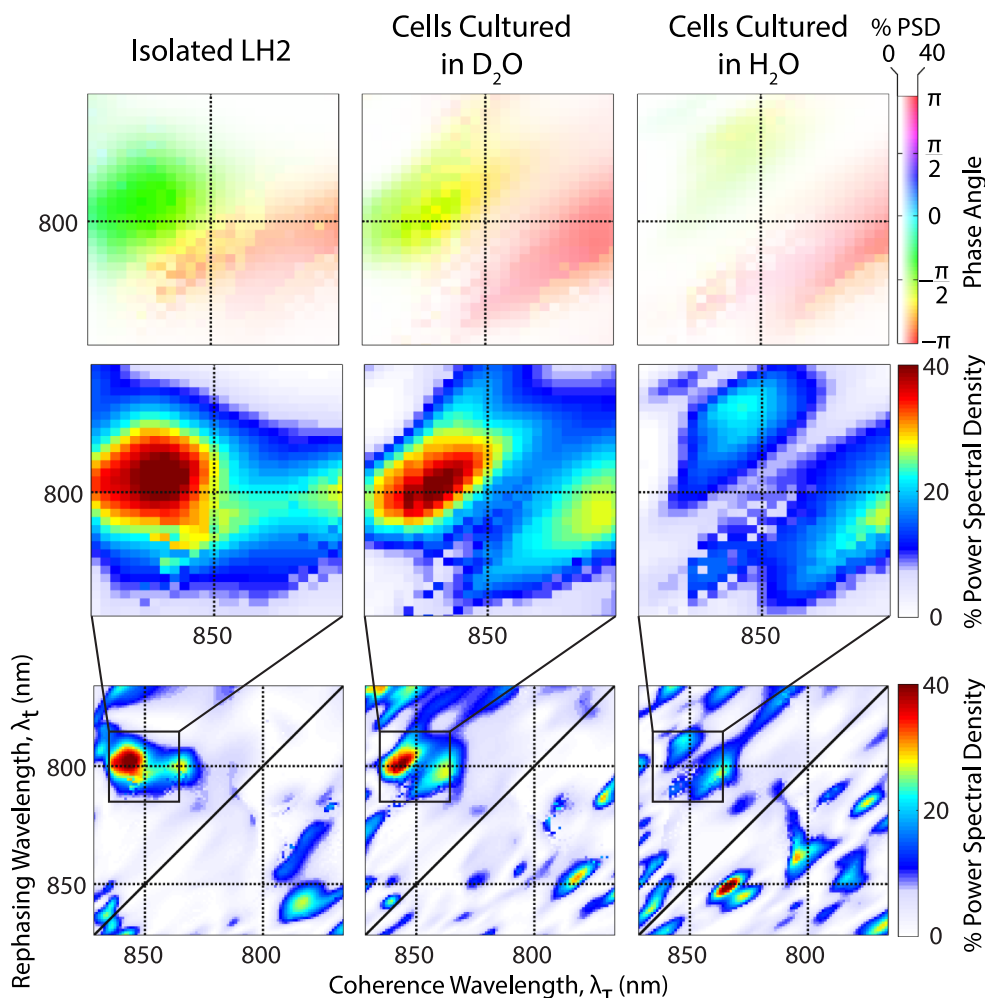 Isolated LH2
Cells Cultured
in D₂O
Cells Cultured
in H₂O
% PSD
0 40
800
π
π
2
0
−π
2
−π
Phase Angle
800
850
850
850
40
20
0
% Power Spectral Density
Rephasing Wavelength, λt (nm)
800
850
850 800
850 800
850 800
40
20
0
% Power Spectral Density
Coherence Wavelength, λT (nm)